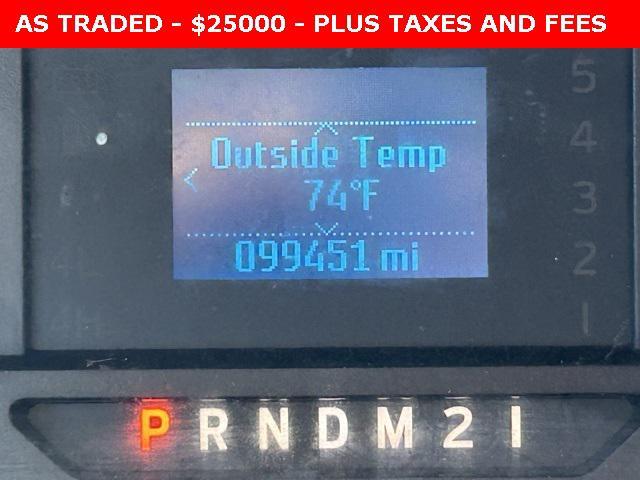 AS TRADED - $25000 - PLUS TAXES AND FEES
5
Outside Temp
4
74°F
3
099451 mi
2
1
P R N D M 2 1